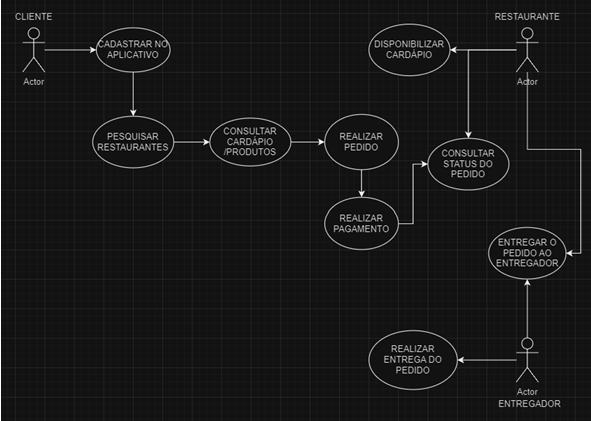 CLIENTE
RESTAURANTE
CADASTRAR NO
APLICATIVO
DISPONIBILIZAR
CARDÁPIO
Actor
Actor
PESQUISAR
RESTAURANTES
CONSULTAR
CARDÁPIO
/PRODUTOS
REALIZAR
PEDIDO
CONSULTAR
STATUS DO
PEDIDO
REALIZAR
PAGAMENTO
ENTREGAR O
PEDIDO AO
ENTREGADOR
REALIZAR
ENTREGA DO
PEDIDO
Actor
ENTREGADOR